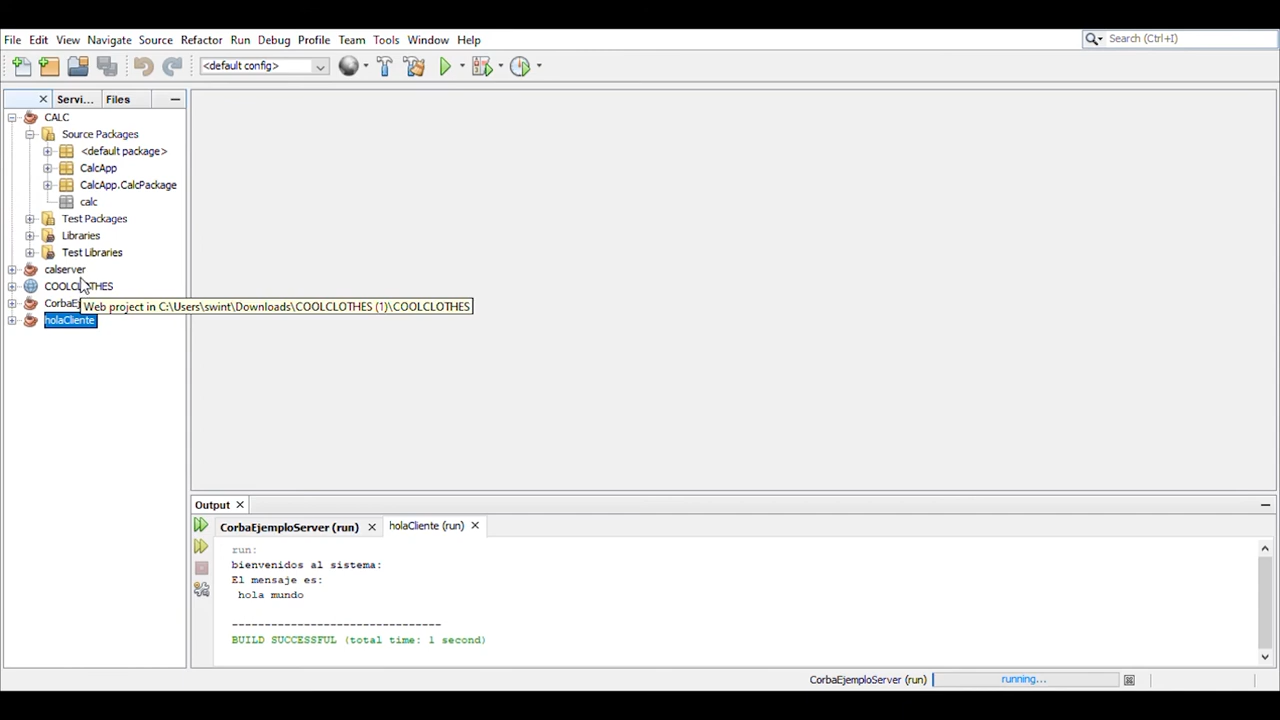 File Edit View Navigate Source Refactor Run Debug Profile Team Tools Window Help
Search (Ctrl+I)
<default config>
Servi... Files
CALC
Source Packages
<default package>
CalcApp
CalcApp.CalcPackage
calc
Test Packages
Libraries
Test Libraries
calserver
COOLCLOTHES
CorbaEj
Web project in C:\Users\swint\Downloads\COOLCLOTHES (1)\COOLCLOTHES
holaCliente
Output
CorbaEjemploServer (run) holaCliente (run)
run:
bienvenidos al sistema:
El mensaje es:
hola mundo
--------------------------------
BUILD SUCCESSFUL (total time: 1 second)
CorbaEjemploServer (run) running...